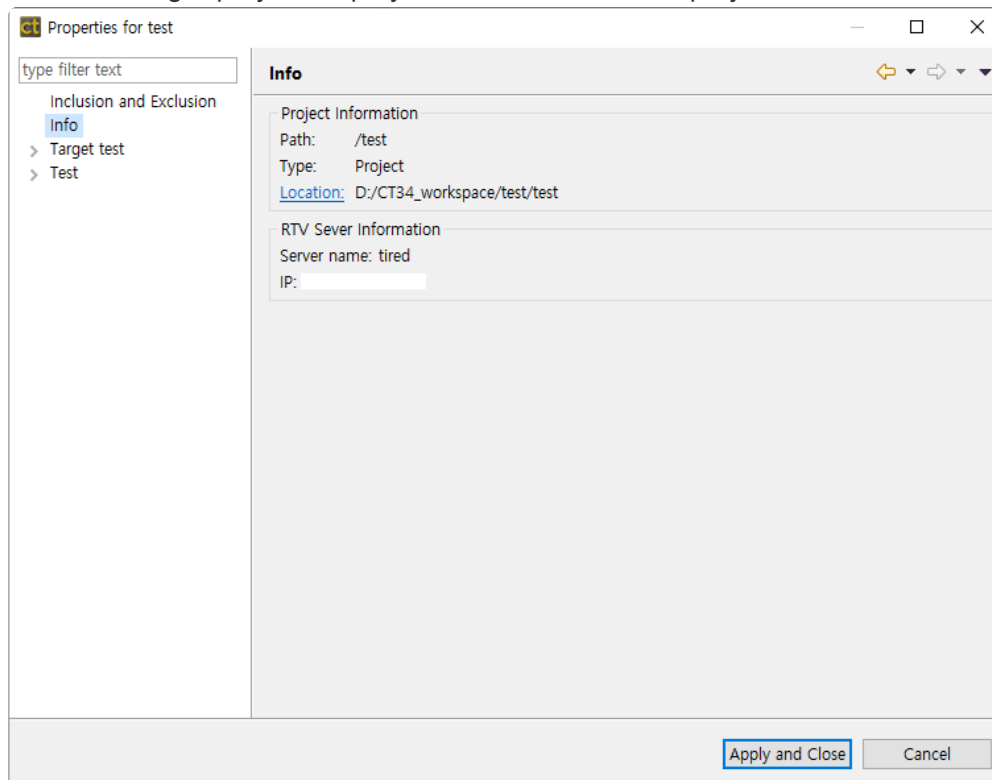 ct Properties for test
type filter text
Inclusion and Exclusion
Info
Target test
Test
Info
Project Information
Path: /test
Type: Project
Location: D:/CT34_workspace/test/test
RTV Sever Information
Server name: tired
IP:
Apply and Close
Cancel